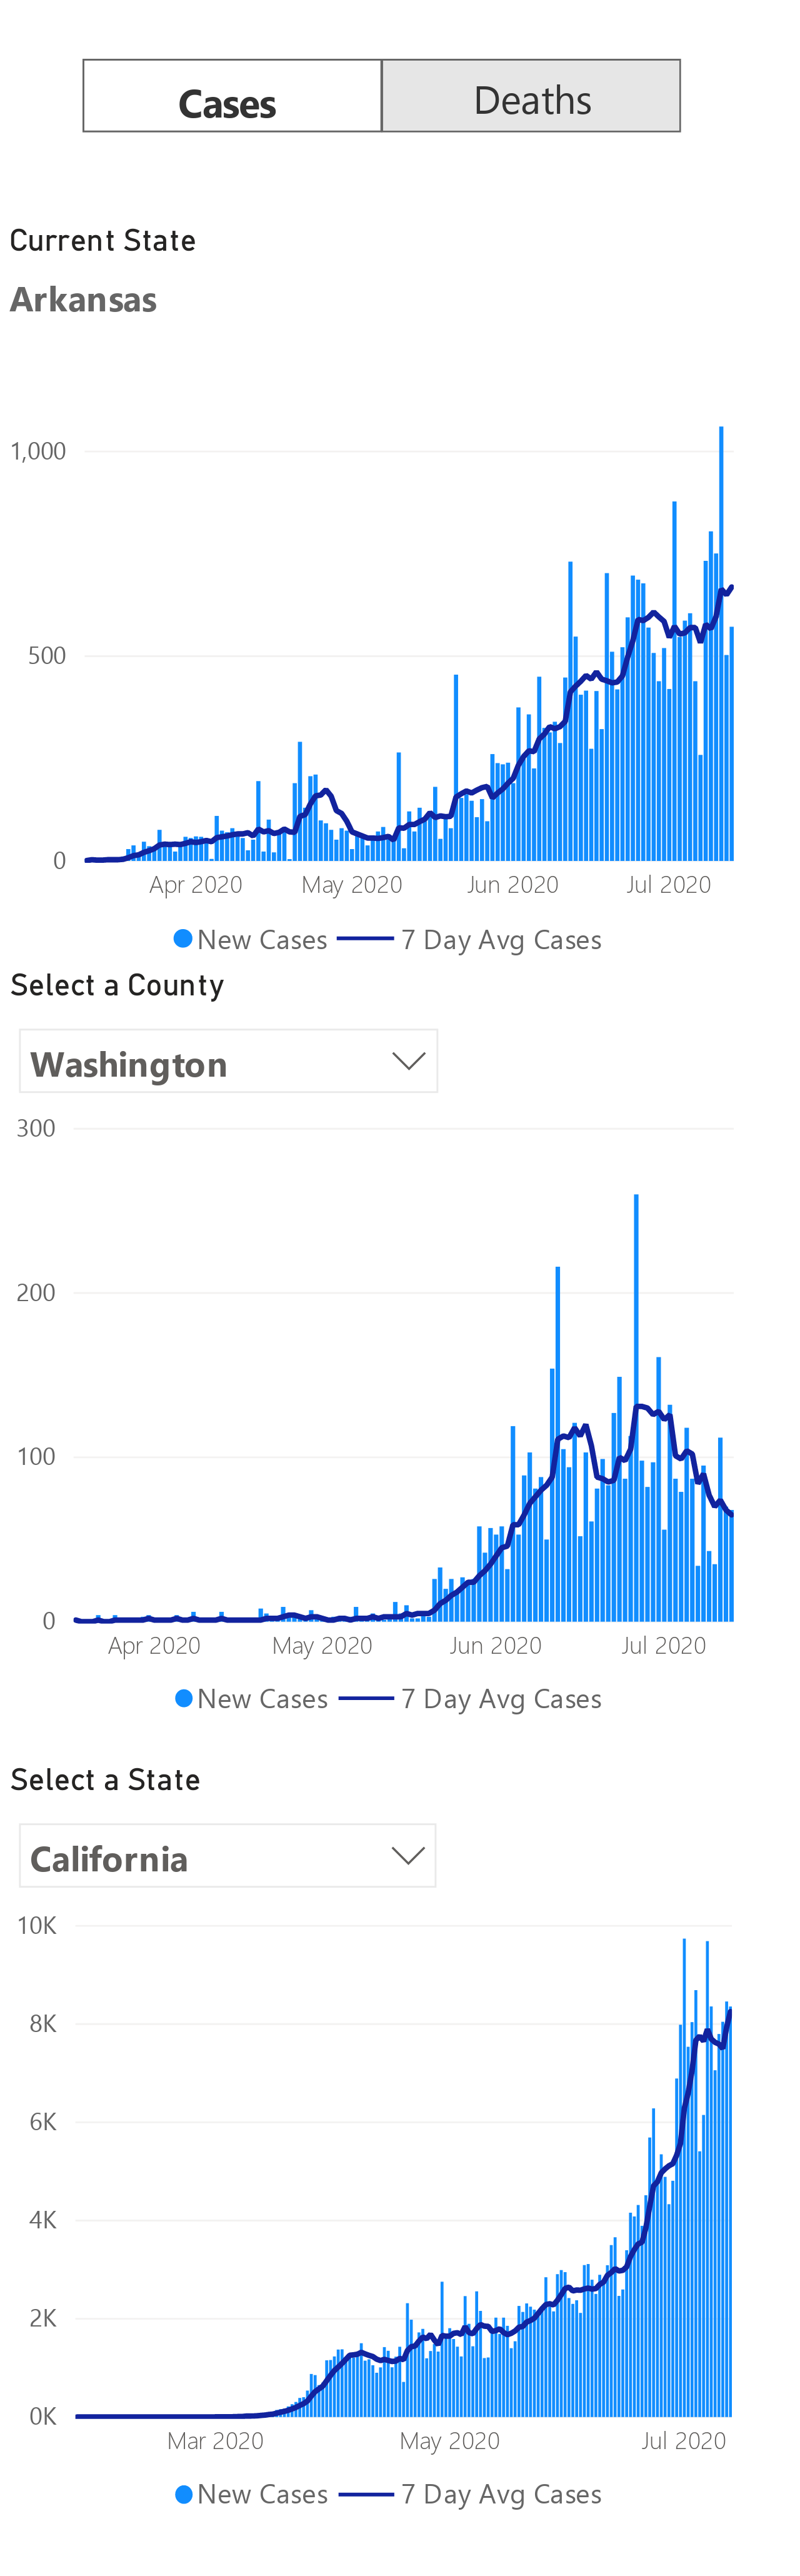 Cases Deaths
Current State
Arkansas
1,000
500
0
Apr 2020 May 2020 Jun 2020 Jul 2020
New Cases 7 Day Avg Cases
Select a County
Washington
300
200
100
0
Apr 2020 May 2020 Jun 2020 Jul 2020
New Cases 7 Day Avg Cases
Select a State
California
10K
8K
6K
4K
2K
0K
Mar 2020 May 2020 Jul 2020
New Cases 7 Day Avg Cases